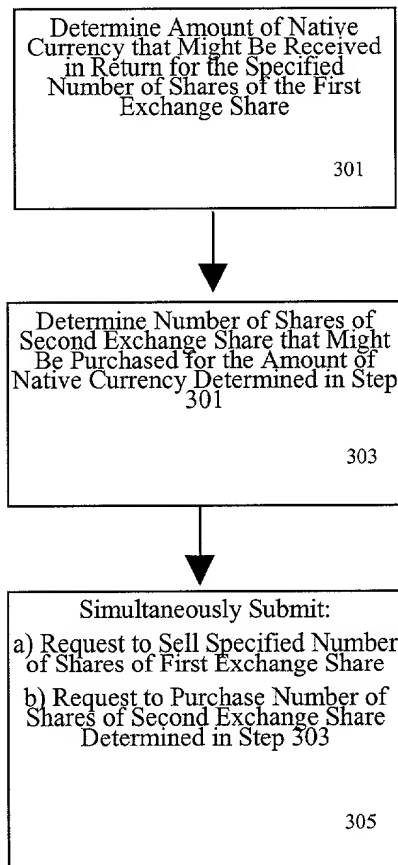 Determine Amount of Native
Currency that Might Be Received
in Return for the Specified
Number of Shares of the First
Exchange Share
301
Determine Number of Shares of
Second Exchange Share that Might
Be Purchased for the Amount of
Native Currency Determined in Step
301
303
Simultaneously Submit:
a) Request to Sell Specified Number
of Shares of First Exchange Share
b) Request to Purchase Number of
Shares of Second Exchange Share
Determined in Step 303
305